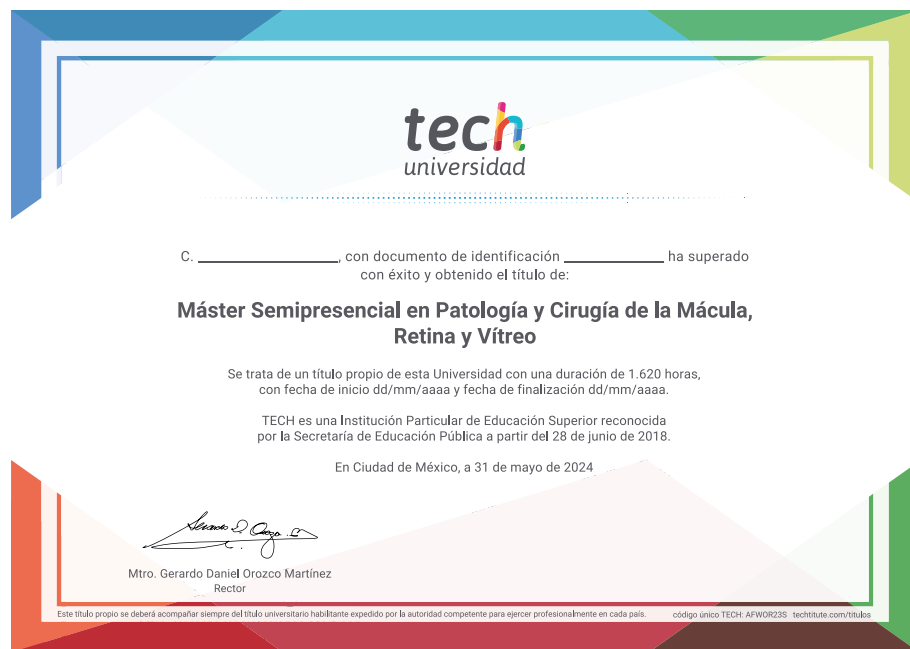 tech
universidad
C. ____________________, con documento de identificación ______________ ha superado
con éxito y obtenido el título de:
Máster Semipresencial en Patología y Cirugía de la Mácula,
Retina y Vítreo
Se trata de un título propio de esta Universidad con una duración de 1.620 horas,
con fecha de inicio dd/mm/aaaa y fecha de finalización dd/mm/aaaa.
TECH es una Institución Particular de Educación Superior reconocida
por la Secretaría de Educación Pública a partir del 28 de junio de 2018.
En Ciudad de México, a 31 de mayo de 2024
Mtro. Gerardo Daniel Orozco Martínez
Rector
Este título propio se deberá acompañar siempre del título universitario habilitante expedido por la autoridad competente para ejercer profesionalmente en cada país. código único TECH: AFWOR23S techtitute.com/titulos